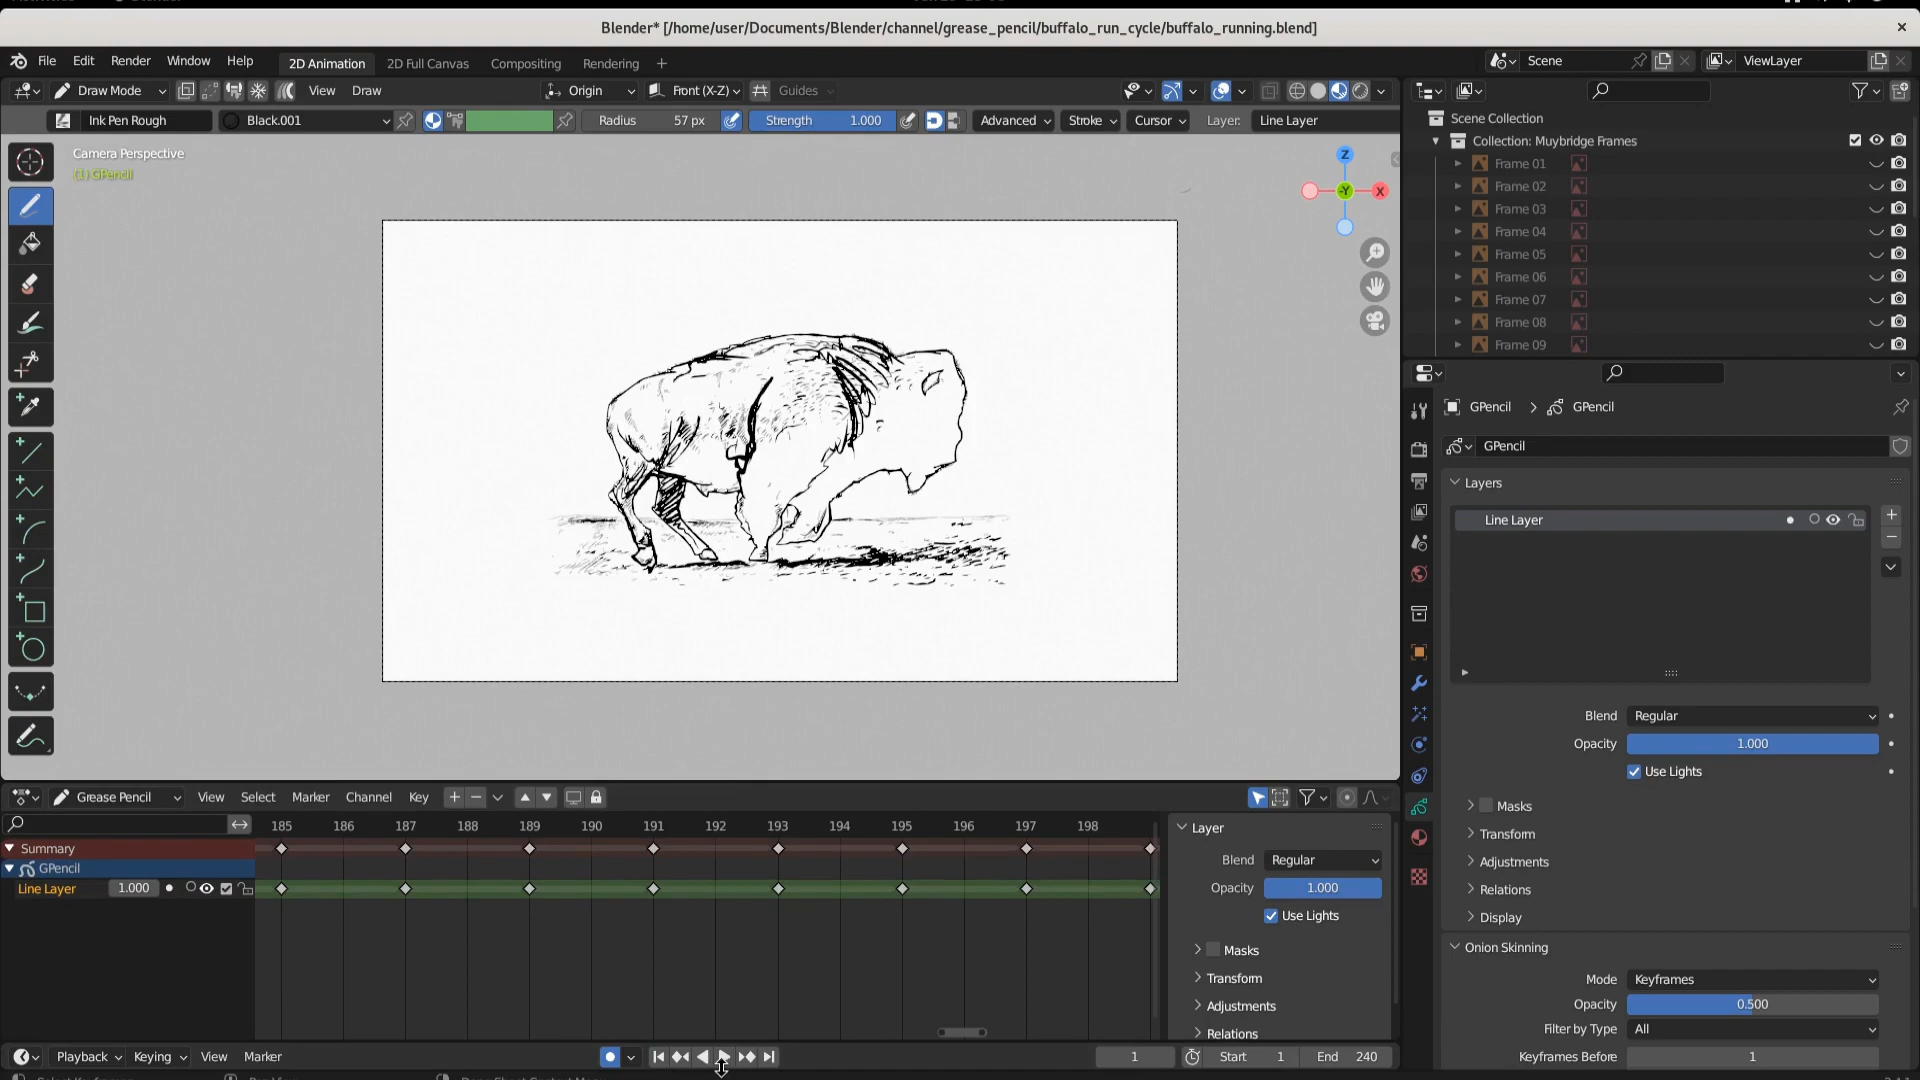 Blender* [/home/user/Documents/Blender/channel/grease_pencil/buffalo_run_cycle/buffalo_running.blend]
File Edit Render Window Help 2D Animation 2D Full Canvas Compositing Rendering + Scene ViewLayer
Draw Mode View Draw Origin Front (X-Z) Guides
Ink Pen Rough Black.001 Radius 57 px Strength 1.000 Advanced Stroke Cursor Layer: Line Layer
Camera Perspective
(1) GPencil
Z
-Y X
Scene Collection
Collection: Muybridge Frames
Frame 01
Frame 02
Frame 03
Frame 04
Frame 05
Frame 06
Frame 07
Frame 08
Frame 09
GPencil > GPencil
GPencil
Layers
Line Layer
Blend Regular
Opacity 1.000
Use Lights
Masks
Transform
Adjustments
Relations
Display
Onion Skinning
Mode Keyframes
Opacity 0.500
Filter by Type All
Keyframes Before 1
Grease Pencil View Select Marker Channel Key
185 186 187 188 189 190 191 192 193 194 195 196 197 198
Summary
GPencil
Line Layer 1.000
Layer
Blend Regular
Opacity 1.000
Use Lights
Masks
Transform
Adjustments
Relations
Playback Keying View Marker 1 Start 1 End 240